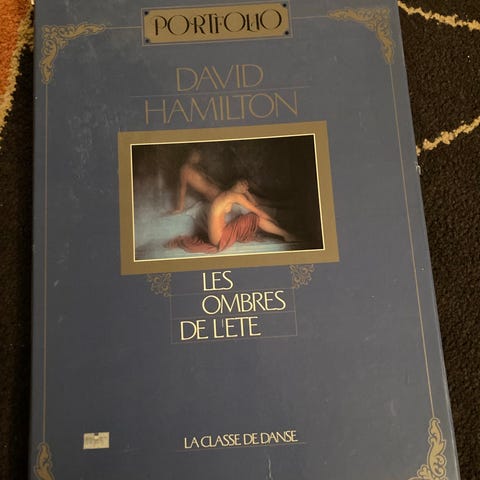 PORTFOLIO
DAVID
HAMILTON
LES
OMBRES
DE L'ETE
LA CLASSE DE DANSE